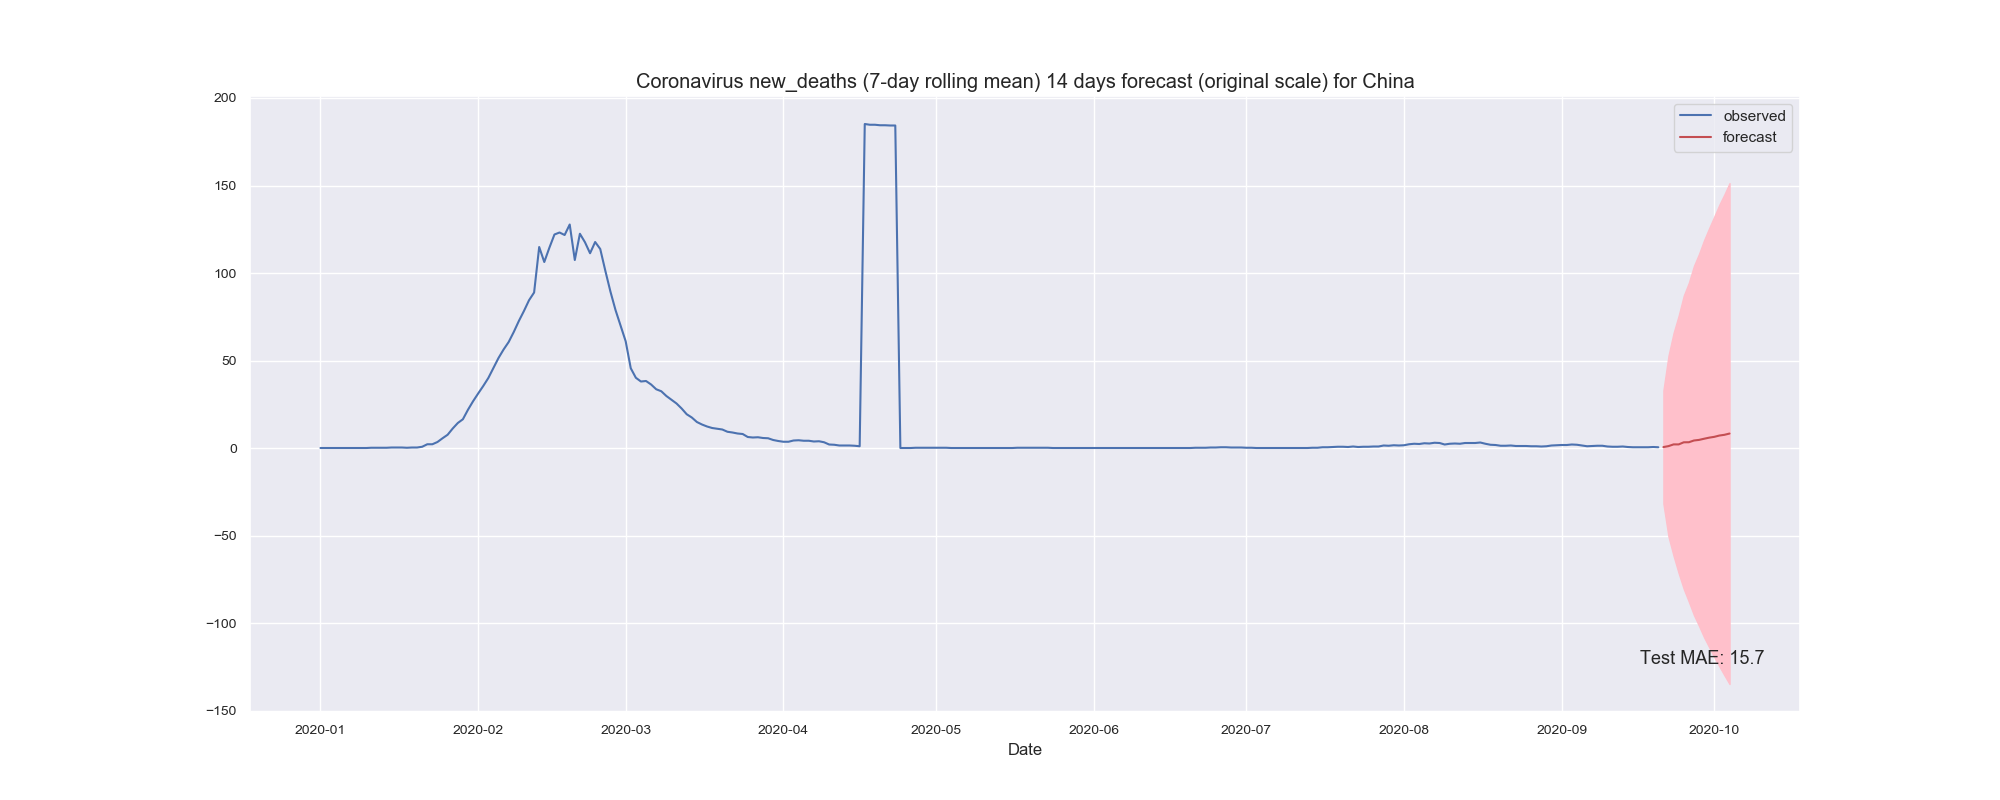 Coronavirus new_deaths (7-day rolling mean) 14 days forecast (original scale) for China
observed
forecast
200
150
100
50
0
−50
−100
−150
Test MAE: 15.7
2020-01 2020-02 2020-03 2020-04 2020-05 2020-06 2020-07 2020-08 2020-09 2020-10
Date